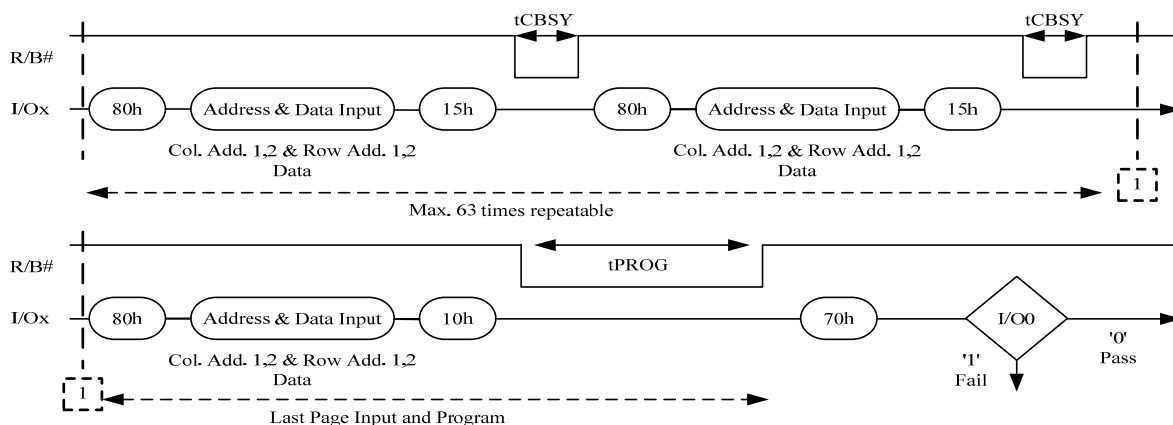 tCBSY tCBSY
R/B#
I/Ox 80h Address & Data Input 15h 80h Address & Data Input 15h
Col. Add. 1,2 & Row Add. 1,2 Col. Add. 1,2 & Row Add. 1,2
Data Data
1
Max. 63 times repeatable
R/B#
tPROG
I/Ox 80h Address & Data Input 10h 70h I/O0
'0'
Col. Add. 1,2 & Row Add. 1,2 '1' Pass
Data Fail
1
Last Page Input and Program